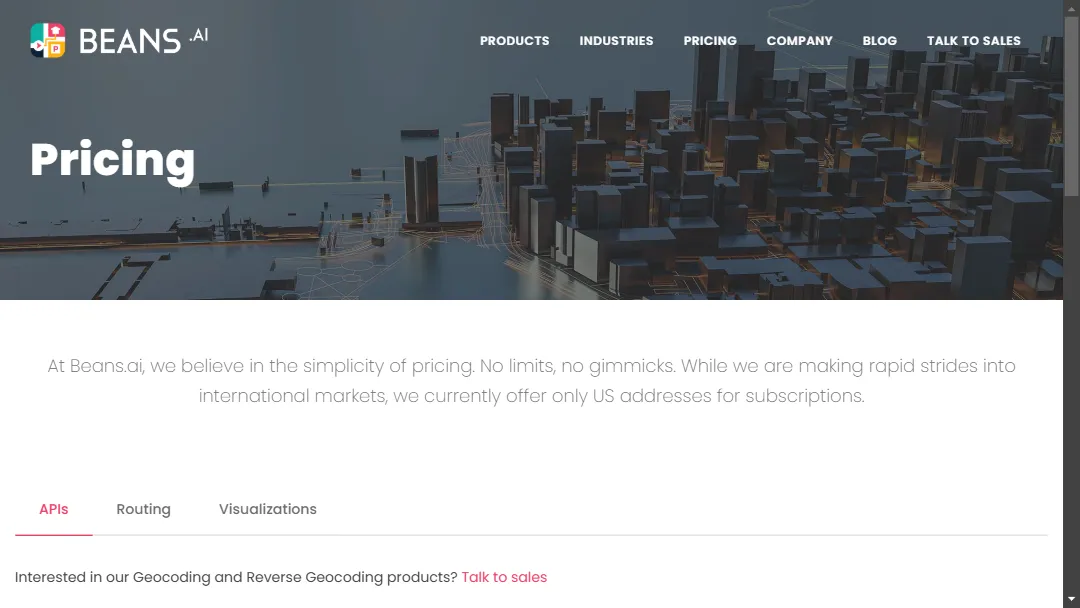 BEANS .AI
PRODUCTS INDUSTRIES PRICING COMPANY BLOG TALK TO SALES
Pricing
At Beans.ai, we believe in the simplicity of pricing. No limits, no gimmicks. While we are making rapid strides into
international markets, we currently offer only US addresses for subscriptions.
APIs Routing Visualizations
Interested in our Geocoding and Reverse Geocoding products? Talk to sales